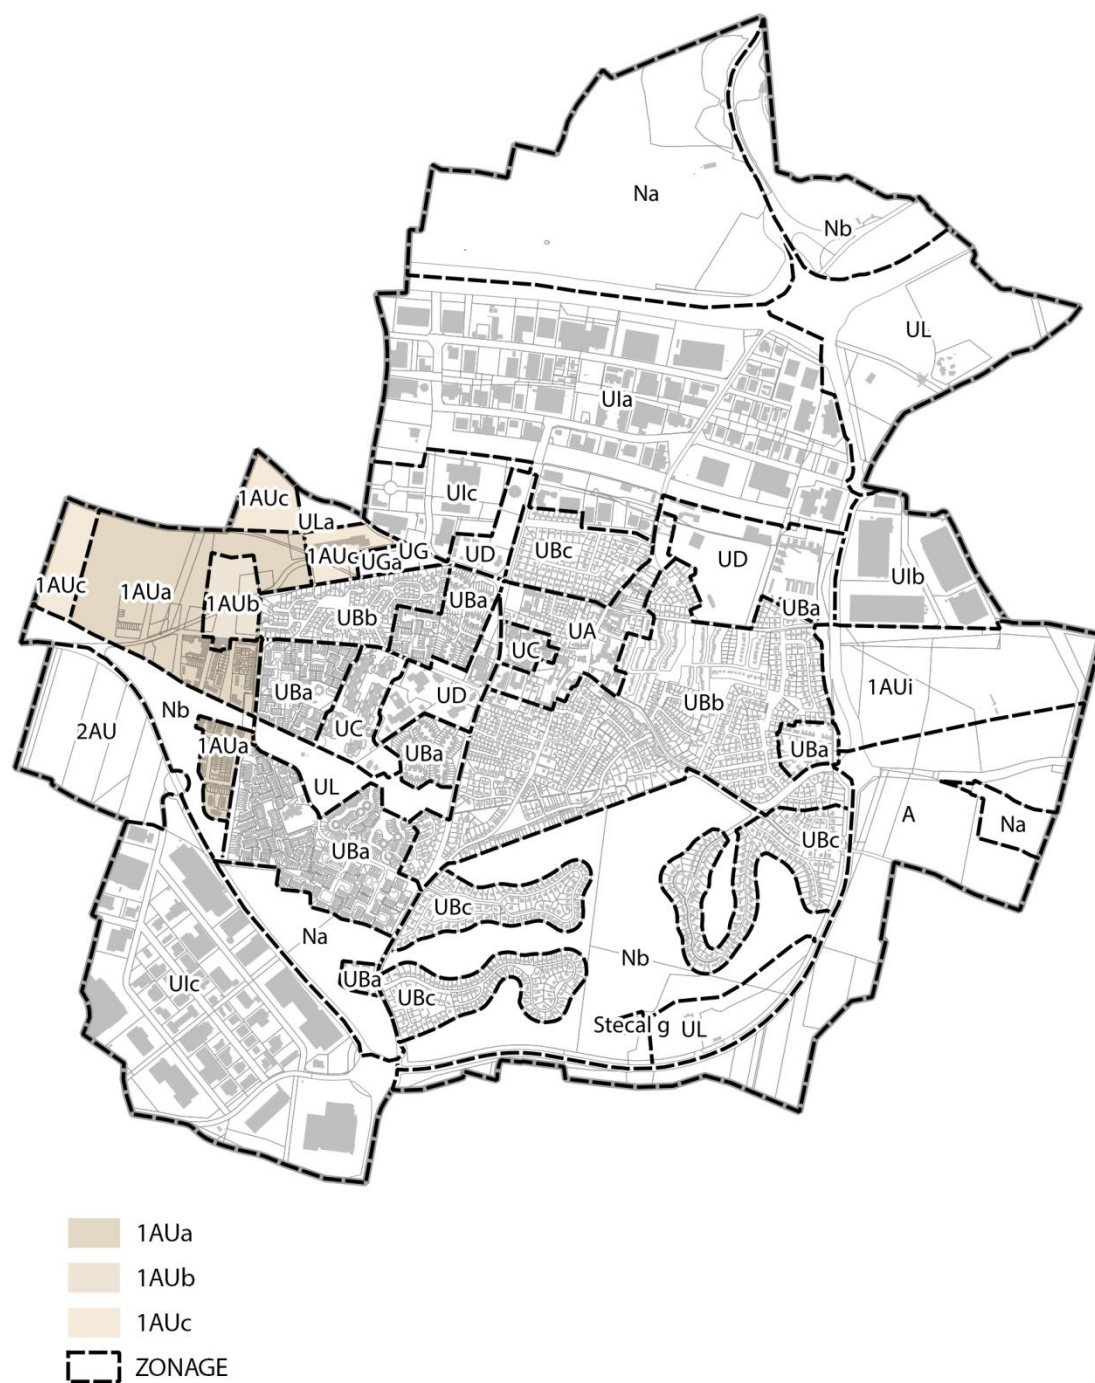 Na
Nb
UL
UIa
1AUc
UIc
ULa
1AUc
UG
UD
UBc
UGa
UD
UIb
1AUc
1AUa
1AUb
UBb
UBa
UBa
UA
UC
UBa
UD
UBb
1AUi
Nb
UC
2AU
1AUa
UBa
UBa
UL
A
Na
UBa
UBc
UBc
Na
Nb
UIc
UBa
UBc
Stecal g
UL
1AUa
1AUb
1AUc
ZONAGE